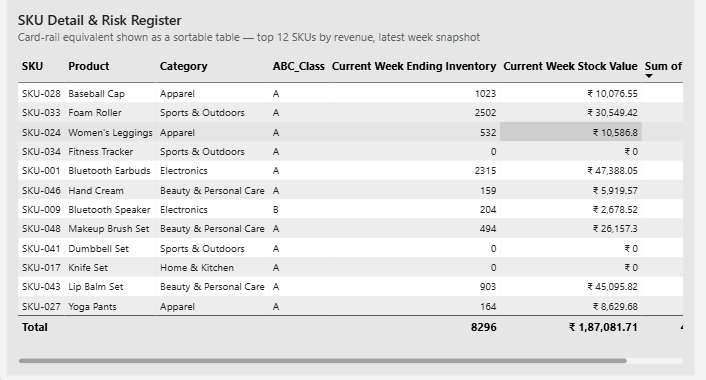 SKU Detail & Risk Register
Card-rail equivalent shown as a sortable table — top 12 SKUs by revenue, latest week snapshot
SKU Product Category ABC_Class Current Week Ending Inventory Current Week Stock Value Sum of
SKU-028 Baseball Cap Apparel A 1023 ₹ 10,076.55
SKU-033 Foam Roller Sports & Outdoors A 2502 ₹ 30,549.42
SKU-024 Women's Leggings Apparel A 532 ₹ 10,586.8
SKU-034 Fitness Tracker Sports & Outdoors A 0 ₹ 0
SKU-001 Bluetooth Earbuds Electronics A 2315 ₹ 47,388.05
SKU-046 Hand Cream Beauty & Personal Care A 159 ₹ 5,919.57
SKU-009 Bluetooth Speaker Electronics B 204 ₹ 2,678.52
SKU-048 Makeup Brush Set Beauty & Personal Care A 494 ₹ 26,157.3
SKU-041 Dumbbell Set Sports & Outdoors A 0 ₹ 0
SKU-017 Knife Set Home & Kitchen A 0 ₹ 0
SKU-043 Lip Balm Set Beauty & Personal Care A 903 ₹ 45,095.82
SKU-027 Yoga Pants Apparel A 164 ₹ 8,629.68
Total 8296 ₹ 1,87,081.71